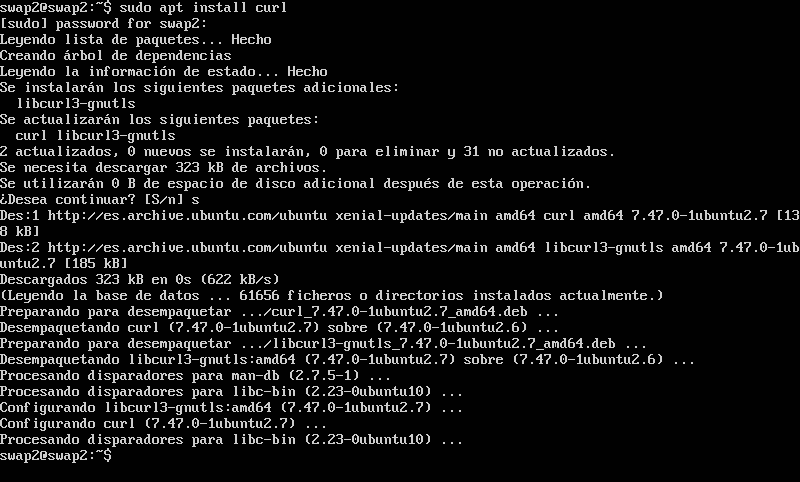 swap2@swap2:~$ sudo apt install curl
[sudo] password for swap2:
Leyendo lista de paquetes... Hecho
Creando árbol de dependencias
Leyendo la información de estado... Hecho
Se instalarán los siguientes paquetes adicionales:
  libcurl3-gnutls
Se actualizarán los siguientes paquetes:
  curl libcurl3-gnutls
2 actualizados, 0 nuevos se instalarán, 0 para eliminar y 31 no actualizados.
Se necesita descargar 323 kB de archivos.
Se utilizarán 0 B de espacio de disco adicional después de esta operación.
¿Desea continuar? [S/n] s
Des:1 http://es.archive.ubuntu.com/ubuntu xenial-updates/main amd64 curl amd64 7.47.0-1ubuntu2.7 [13
8 kB]
Des:2 http://es.archive.ubuntu.com/ubuntu xenial-updates/main amd64 libcurl3-gnutls amd64 7.47.0-1ub
untu2.7 [185 kB]
Descargados 323 kB en 0s (622 kB/s)
(Leyendo la base de datos ... 61656 ficheros o directorios instalados actualmente.)
Preparando para desempaquetar .../curl_7.47.0-1ubuntu2.7_amd64.deb ...
Desempaquetando curl (7.47.0-1ubuntu2.7) sobre (7.47.0-1ubuntu2.6) ...
Preparando para desempaquetar .../libcurl3-gnutls_7.47.0-1ubuntu2.7_amd64.deb ...
Desempaquetando libcurl3-gnutls:amd64 (7.47.0-1ubuntu2.7) sobre (7.47.0-1ubuntu2.6) ...
Procesando disparadores para man-db (2.7.5-1) ...
Procesando disparadores para libc-bin (2.23-0ubuntu10) ...
Configurando libcurl3-gnutls:amd64 (7.47.0-1ubuntu2.7) ...
Configurando curl (7.47.0-1ubuntu2.7) ...
Procesando disparadores para libc-bin (2.23-0ubuntu10) ...
swap2@swap2:~$